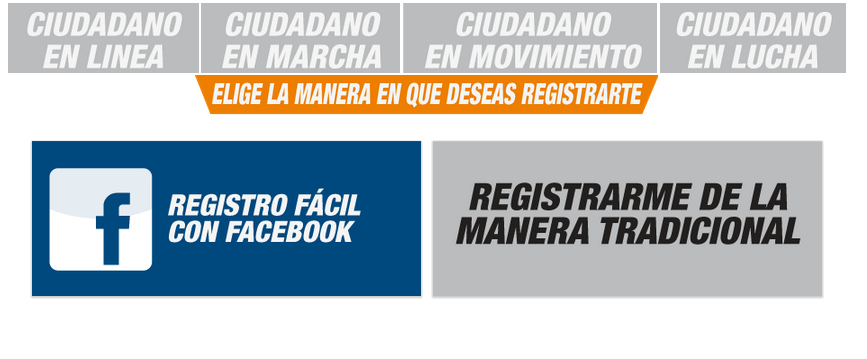 CIUDADANO
EN LINEA
CIUDADANO
EN MARCHA
CIUDADANO
EN MOVIMIENTO
CIUDADANO
EN LUCHA
ELIGE LA MANERA EN QUE DESEAS REGISTRARTE
f
REGISTRO FÁCIL
CON FACEBOOK
REGISTRARME DE LA
MANERA TRADICIONAL